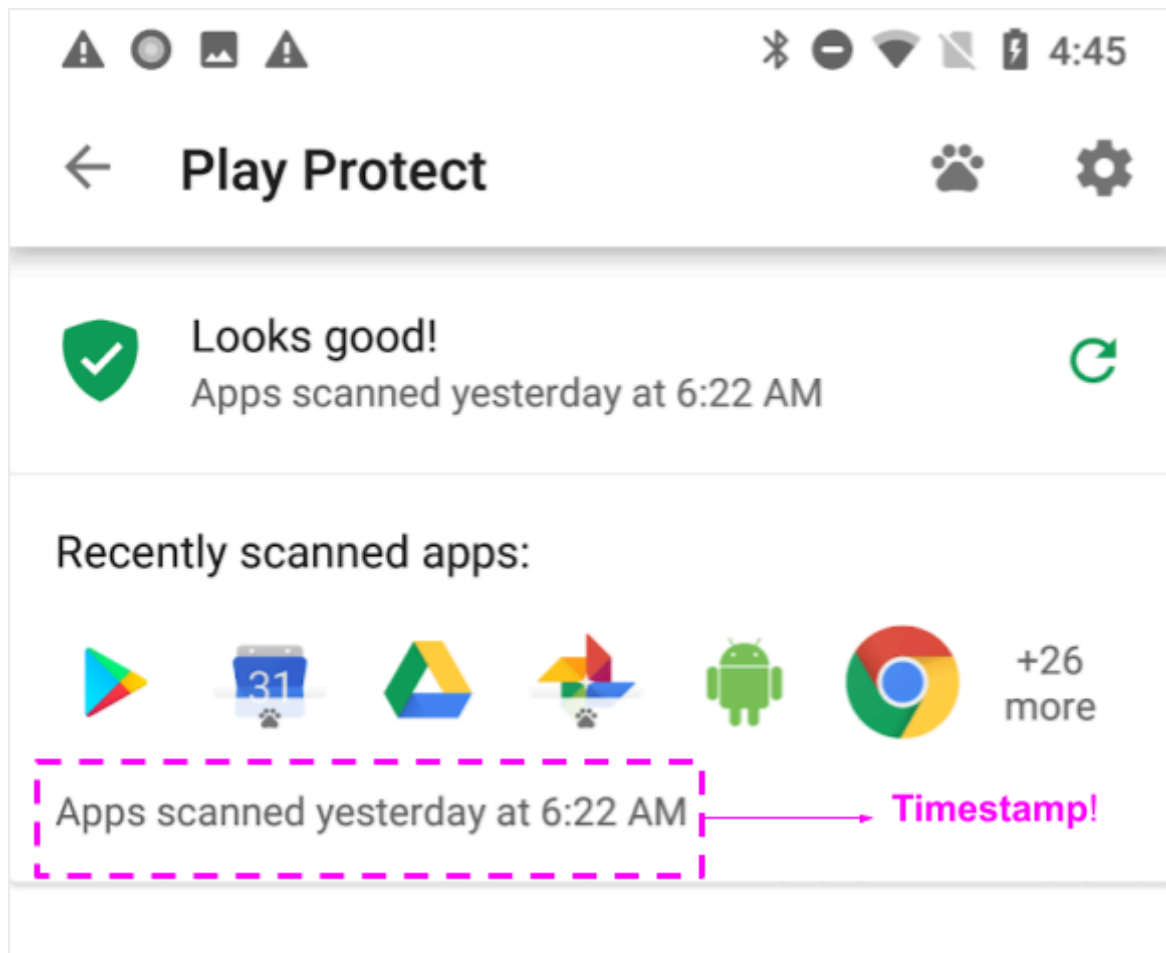 4:45
Play Protect
Looks good!
Apps scanned yesterday at 6:22 AM
Recently scanned apps:
31
+26
more
Apps scanned yesterday at 6:22 AM
Timestamp!